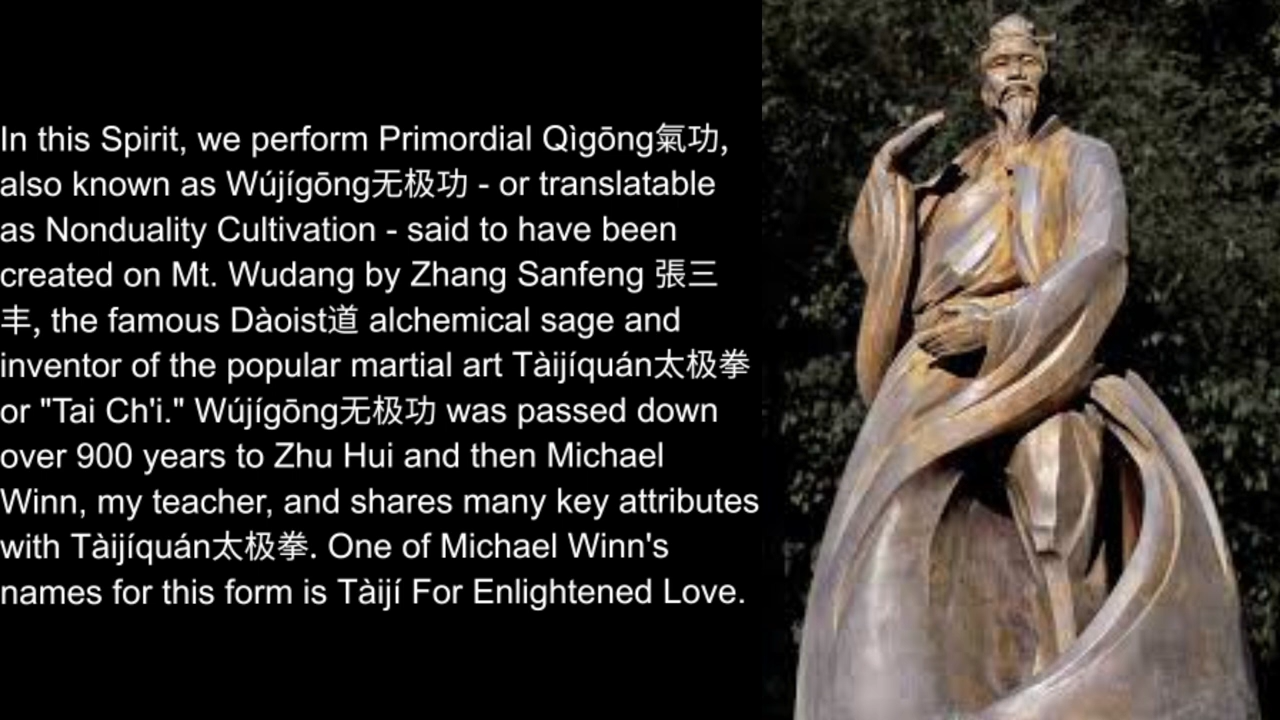 In this Spirit, we perform Primordial Qìgōng氣功,
also known as Wújígōng无极功 - or translatable
as Nonduality Cultivation - said to have been
created on Mt. Wudang by Zhang Sanfeng 張三
丰, the famous Dàoist道 alchemical sage and
inventor of the popular martial art Tàijíquán太极拳
or "Tai Ch'i." Wújígōng无极功 was passed down
over 900 years to Zhu Hui and then Michael
Winn, my teacher, and shares many key attributes
with Tàijíquán太极拳. One of Michael Winn's
names for this form is Tàijí For Enlightened Love.